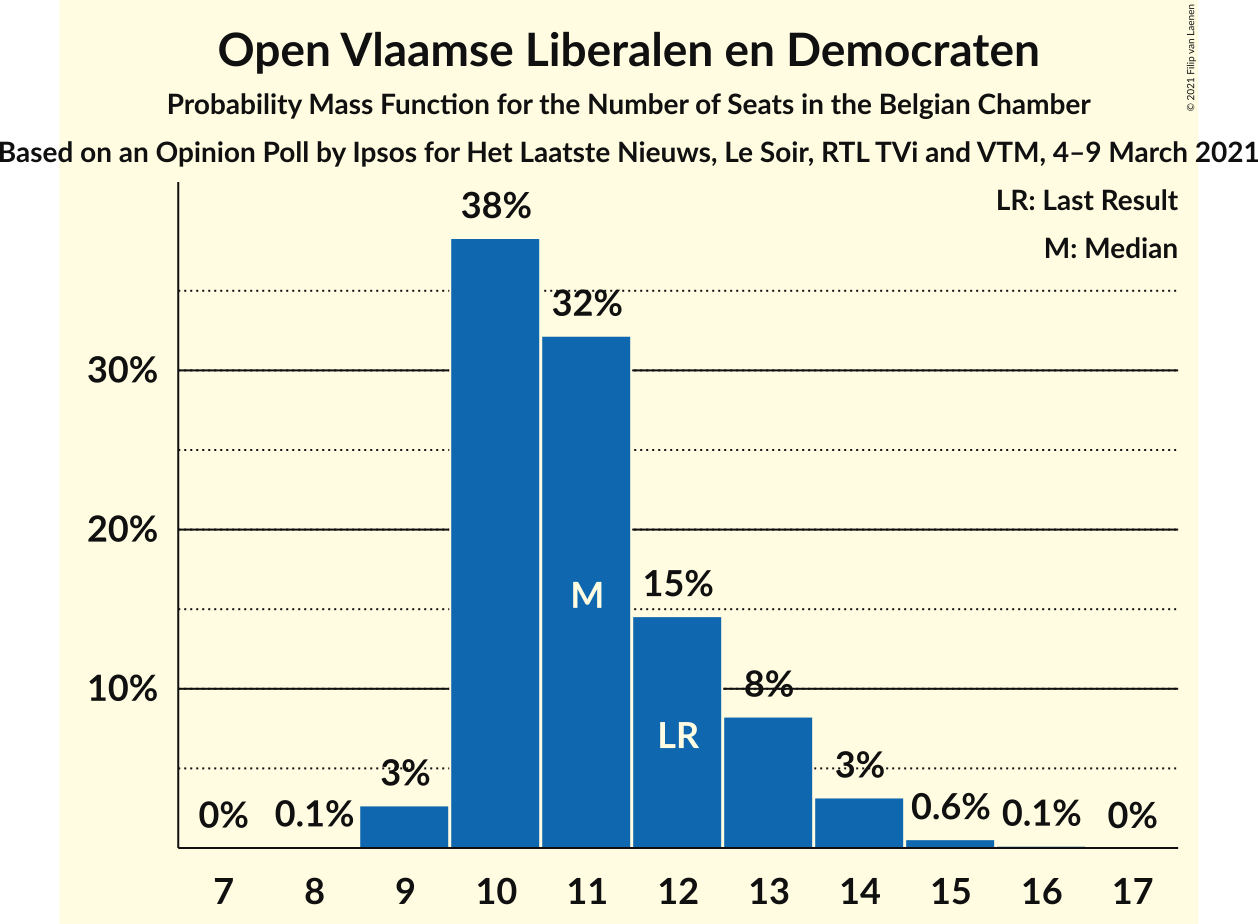 Open Vlaamse Liberalen en Democraten
Probability Mass Function for the Number of Seats in the Belgian Chamber
Based on an Opinion Poll by Ipsos for Het Laatste Nieuws, Le Soir, RTL TVi and VTM, 4–9 March 2021
© 2021 Filip van Laenen
LR: Last Result
M: Median
38%
32%
30%
20%
M
15%
10%
8%
LR
3%
3%
0%
0.1%
0.6%
0.1%
0%
7 8 9 10 11 12 13 14 15 16 17